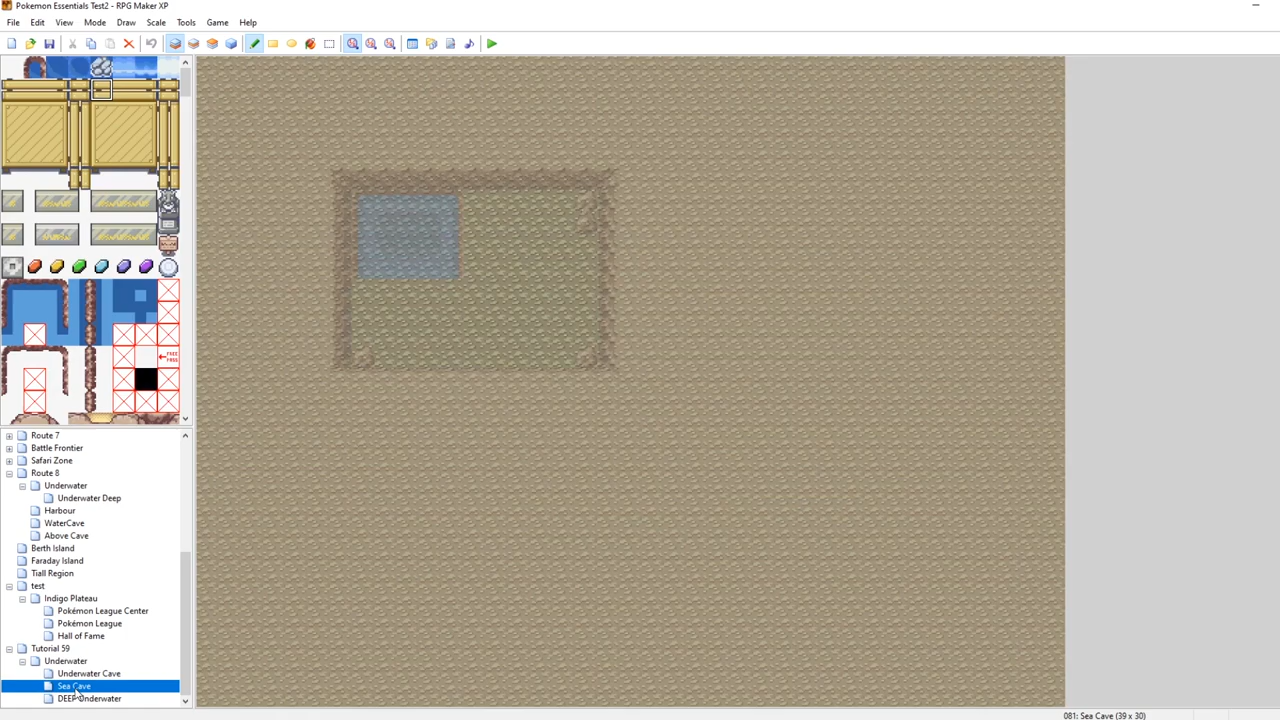 Pokemon Essentials Test2 - RPG Maker XP
File Edit View Mode Draw Scale Tools Game Help
FREE
PASS
Route 7
Battle Frontier
Safari Zone
Route 8
Underwater
Underwater Deep
Harbour
WaterCave
Above Cave
Berth Island
Faraday Island
Tiall Region
test
Indigo Plateau
Pokémon League Center
Pokémon League
Hall of Fame
Tutorial 59
Underwater
Underwater Cave
Sea Cave
DEEP Underwater
081: Sea Cave (39 x 30)